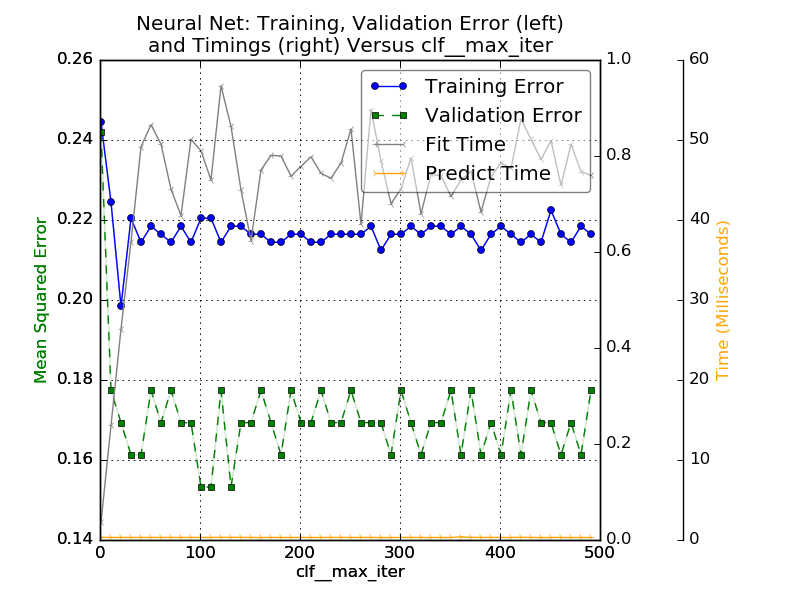 Neural Net: Training, Validation Error (left)
and Timings (right) Versus clf__max_iter
Training Error
Validation Error
Fit Time
Predict Time
Mean Squared Error
0.26
0.24
0.22
0.20
0.18
0.16
0.14
0
100
200
300
400
500
clf__max_iter
1.0
0.8
0.6
0.4
0.2
0.0
60
50
40
30
20
10
0
Time (Milliseconds)